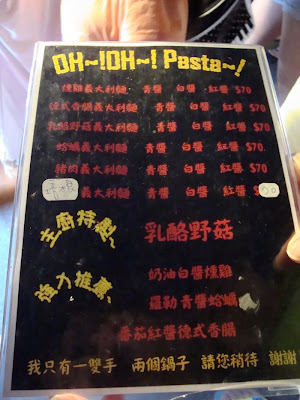 OH~!OH~! Pasta~!
燻雞義大利麵 青醬 白醬 紅醬 $70
德式香腸義大利麵 青醬 白醬 紅醬 $70
乳酪野菇義大利麵 青醬 白醬 紅醬 $70
蛤蠣義大利麵 青醬 白醬 紅醬 $70
豬肉義大利麵 青醬 白醬 紅醬 $70
義大利麵 青醬 白醬 紅醬
主廚特製~
乳酪野菇
強力推薦~
奶油白醬燻雞
羅勒青醬蛤蠣
番茄紅醬德式香腸
我只有一雙手 兩個鍋子 請您稍待 謝謝